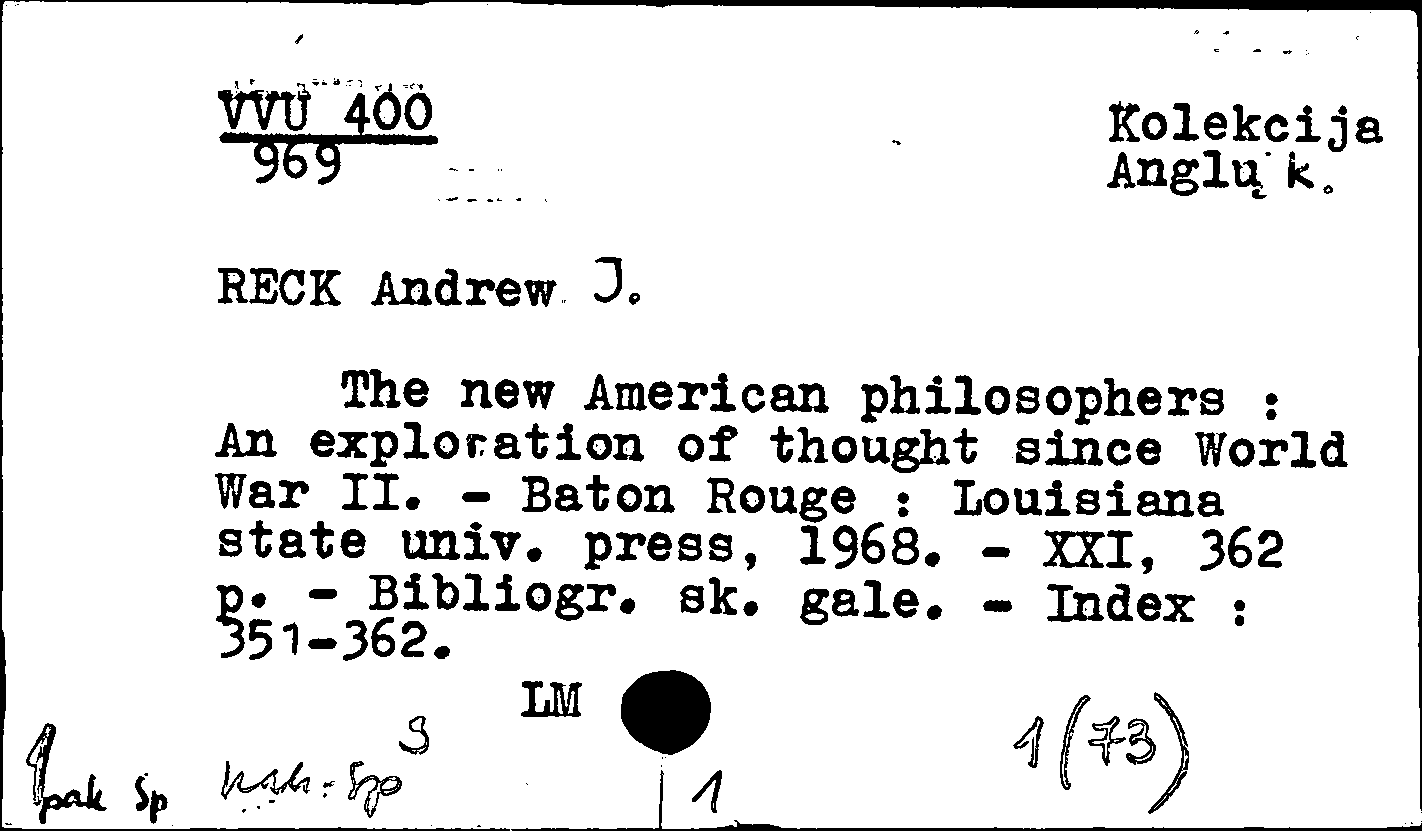 VVU 400
969
Kolekcija
Anglų k.
RECK Andrew J.
The new American philosophers :
An exploration of thought since World
War II. - Baton Rouge : Louisiana
state univ. press, 1968. - XXI, 362
p. - Bibliogr. sk. gale. - Index :
351-362.
LM
1(73)
pak Sp
1